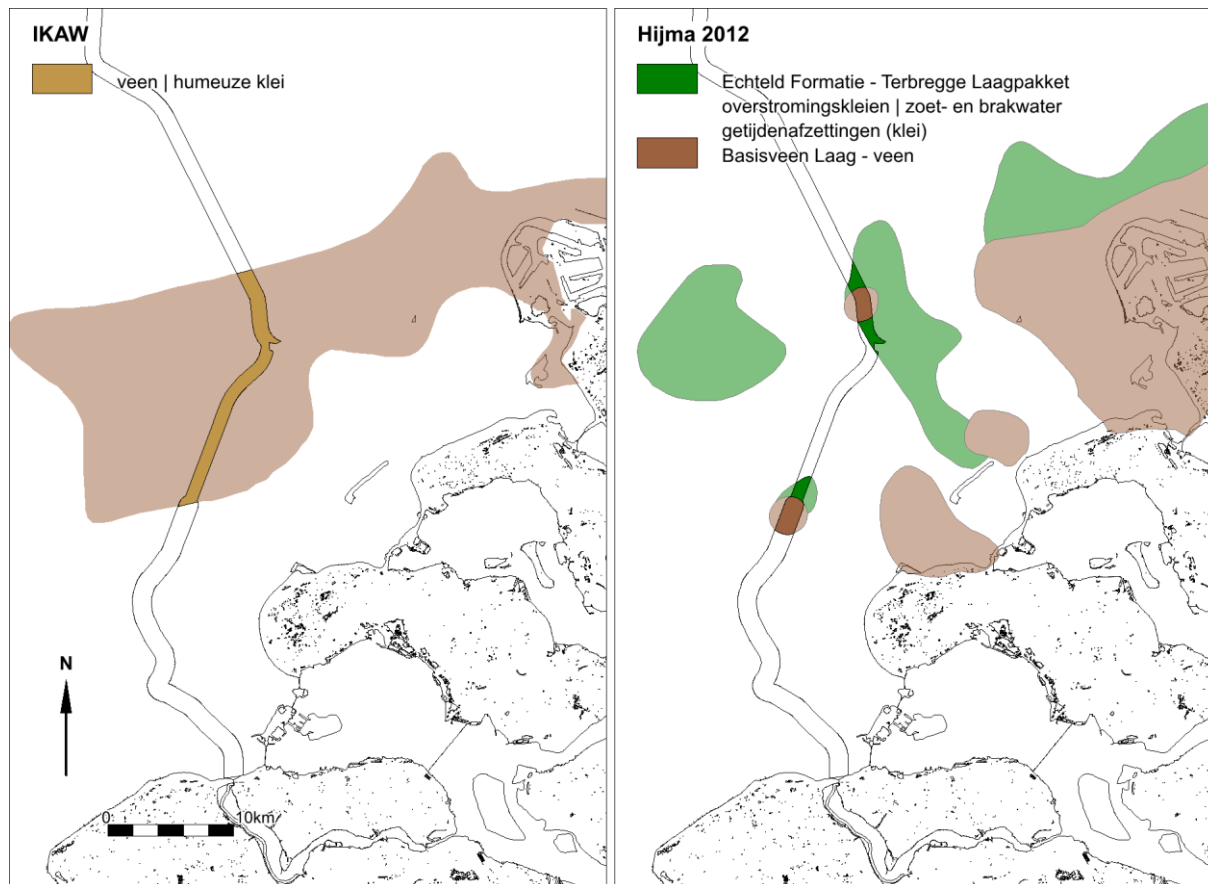 IKAW
veen | humeuze klei
N
0 10km
Hijma 2012
Echteld Formatie - Terbregge Laagpakket
overstromingskleien | zoet- en brakwater
getijdenafzettingen (klei)
Basisveen Laag - veen